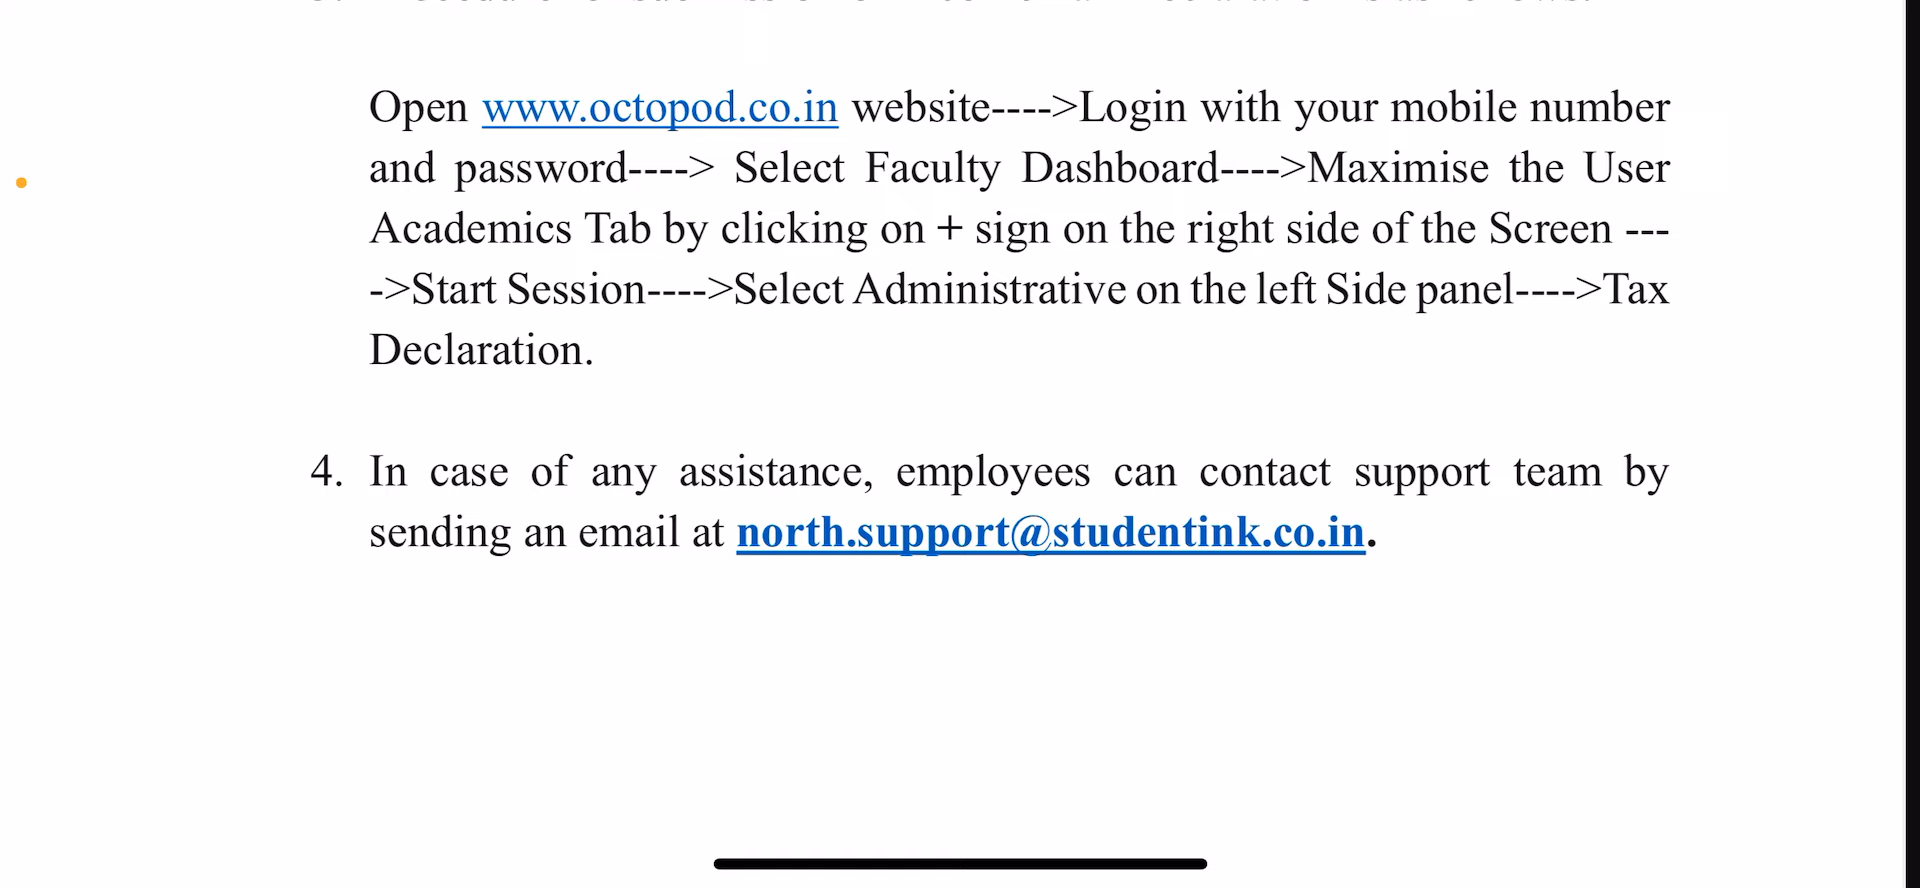 Open www.octopod.co.in website---->Login with your mobile number
and password----> Select Faculty Dashboard---->Maximise the User
Academics Tab by clicking on + sign on the right side of the Screen ---
->Start Session---->Select Administrative on the left Side panel---->Tax
Declaration.
4. In case of any assistance, employees can contact support team by
sending an email at north.support@studentink.co.in.